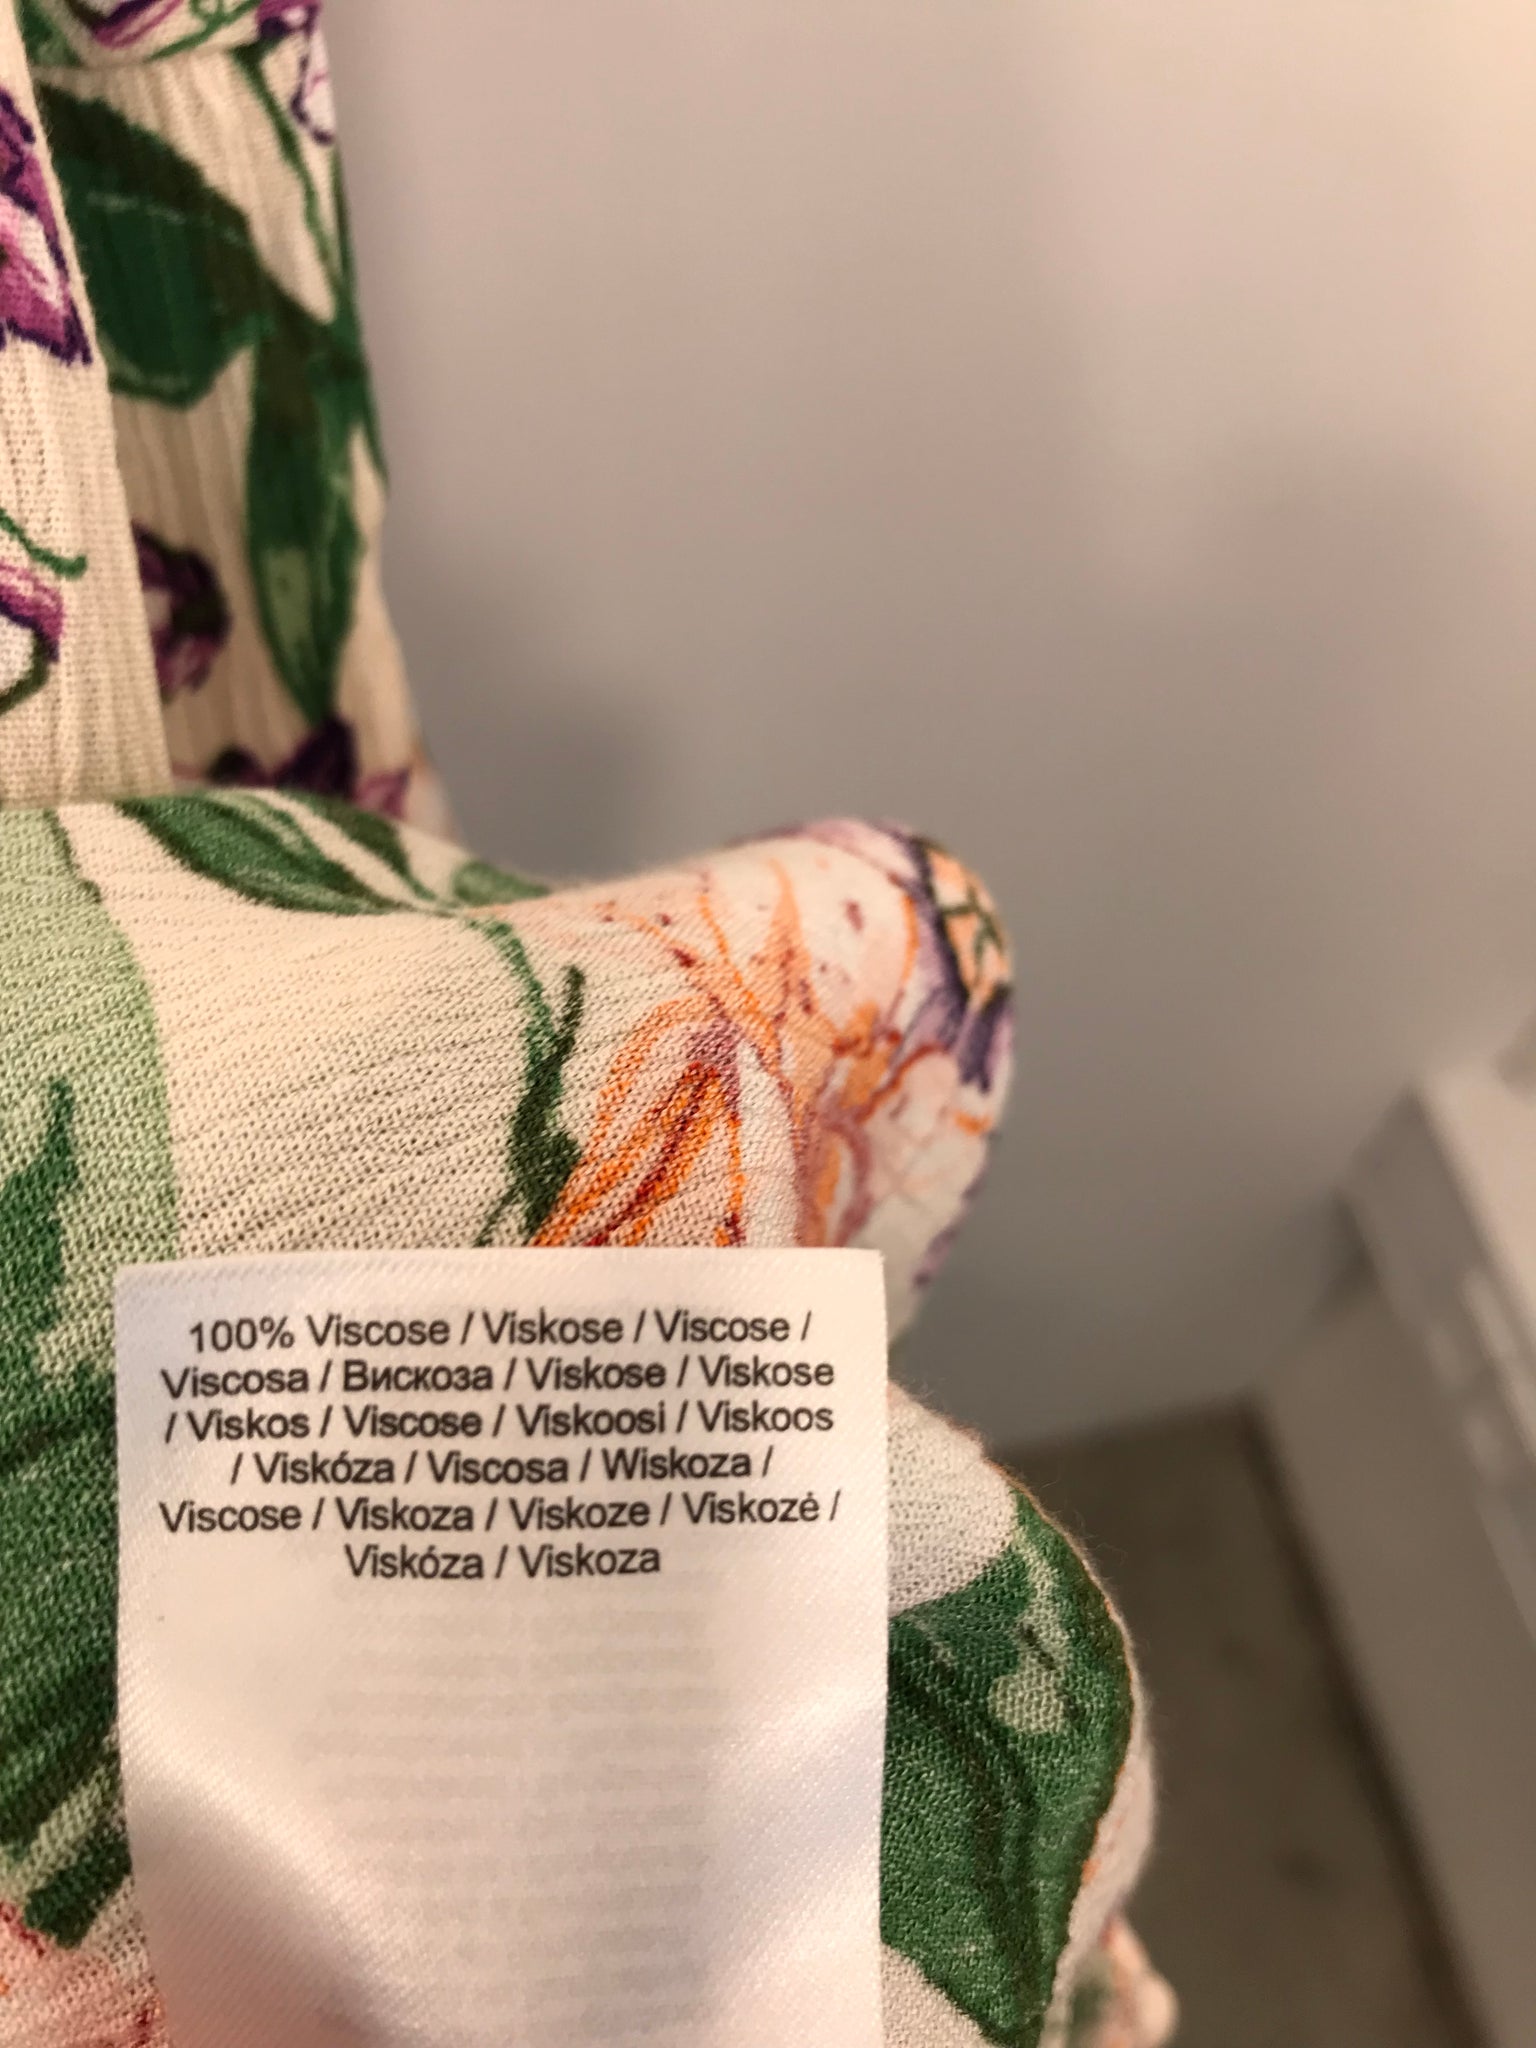 100% Viscose / Viskose / Viscose /
Viscosa / Вискоза / Viskose / Viskose
/ Viskos / Viscose / Viskoosi / Viskoos
/ Viskóza / Viscosa / Wiskoza /
Viscose / Viskoza / Viskoze / Viskozė /
Viskóza / Viskoza